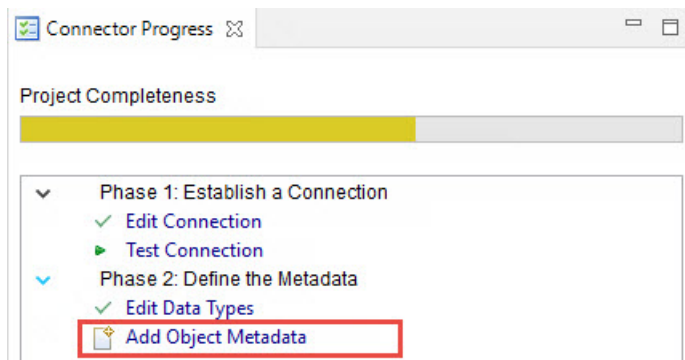 Connector Progress
Project Completeness
Phase 1: Establish a Connection
Edit Connection
Test Connection
Phase 2: Define the Metadata
Edit Data Types
Add Object Metadata